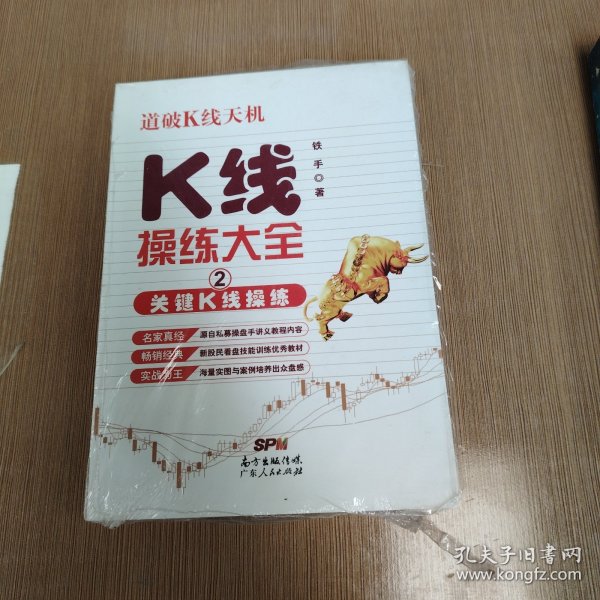 道破K线天机
铁手◎著
K线
操练大全
②
关键K线操练
名家真经 源自私募操盘手讲义教程内容
畅销经典 新股民看盘技能训练优秀教材
实战为王 海量实图与案例培养出众盘感
SPM
南方出版传媒
广东人民出版社
孔夫子旧书网
www.kongfz.com